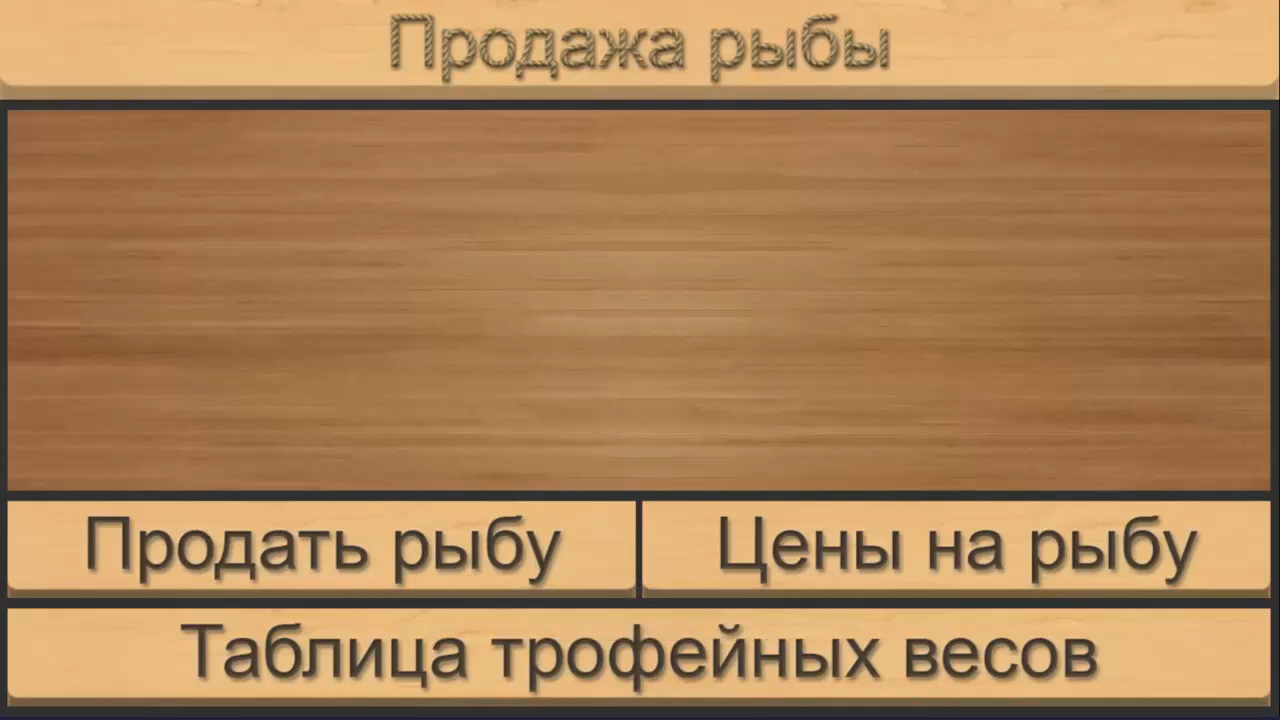 Продажа рыбы
Продать рыбу
Цены на рыбу
Таблица трофейных весов